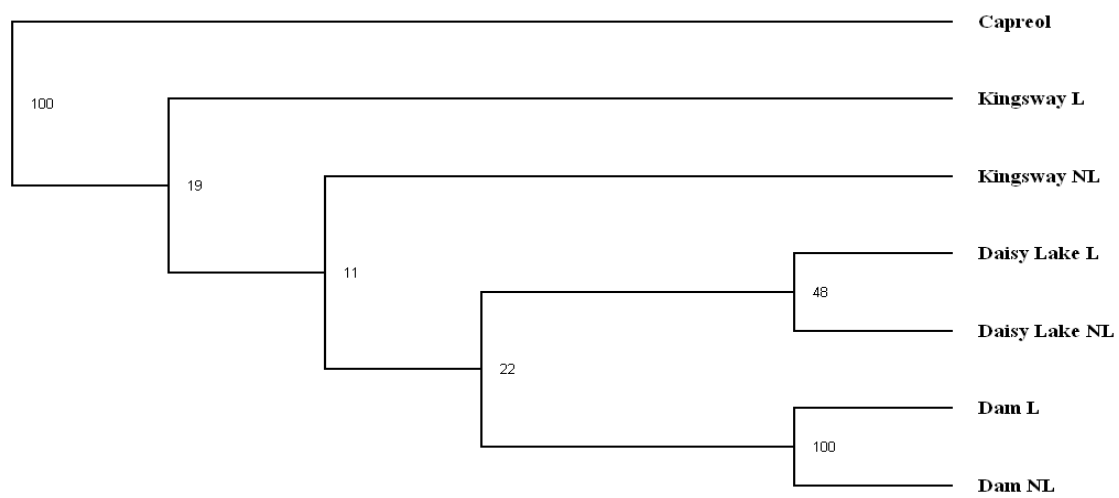 Capreol
Kingsway L
100
Kingsway NL
19
Daisy Lake L
11
48
Daisy Lake NL
22
Dam L
100
Dam NL